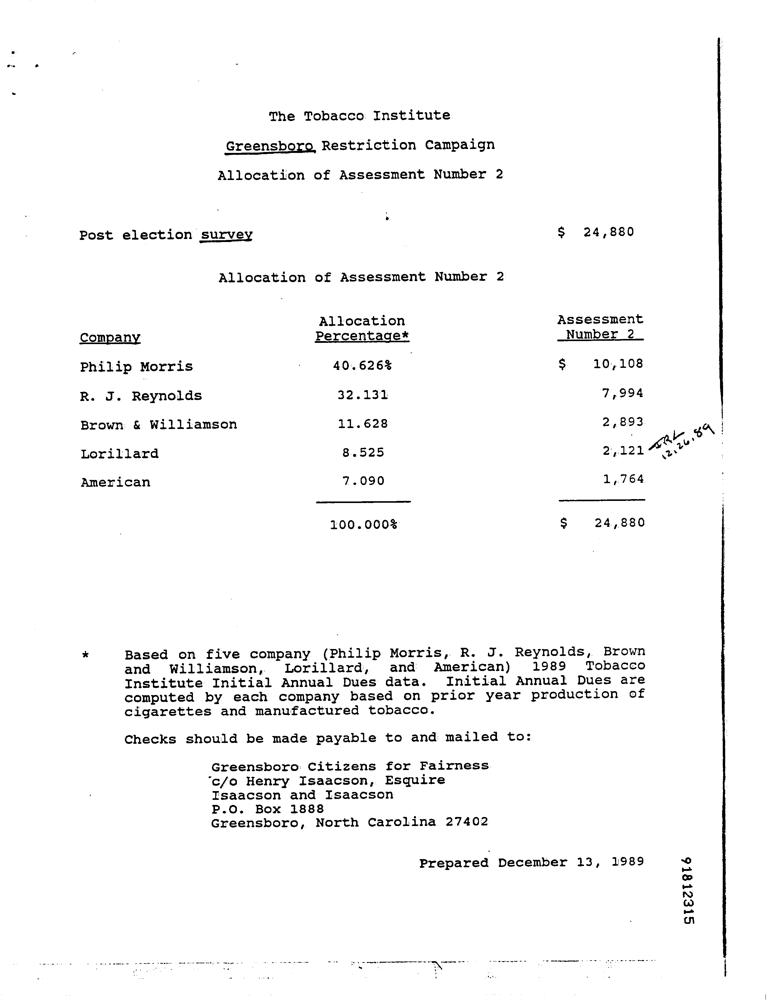 The Tobacco Institute
Greensboro Restriction Campaign
Allocation of Assessment Number 2
Post election survey $ 24,880
Allocation of Assessment Number 2
Allocation Assessment
Company Percentage* Number 2
Philip Morris 40.626% $ 10,108
R. J. Reynolds 32.131 7,994
Brown & Williamson 11.628 2,893
Lorillard 8.525 2,121
12.26.89
American 7.090 1,764
100.000% $ 24,880
* Based on five company (Philip Morris, R. J. Reynolds, Brown
and Williamson, Lorillard, and American) 1989 Tobacco
Institute Initial Annual Dues data. Initial Annual Dues are
computed by each company based on prior year production of
cigarettes and manufactured tobacco.
Checks should be made payable to and mailed to:
Greensboro Citizens for Fairness
c/o Henry Isaacson, Esquire
Isaacson and Isaacson
P.O. Box 1888
Greensboro, North Carolina 27402
Prepared December 13, 1989
91812315